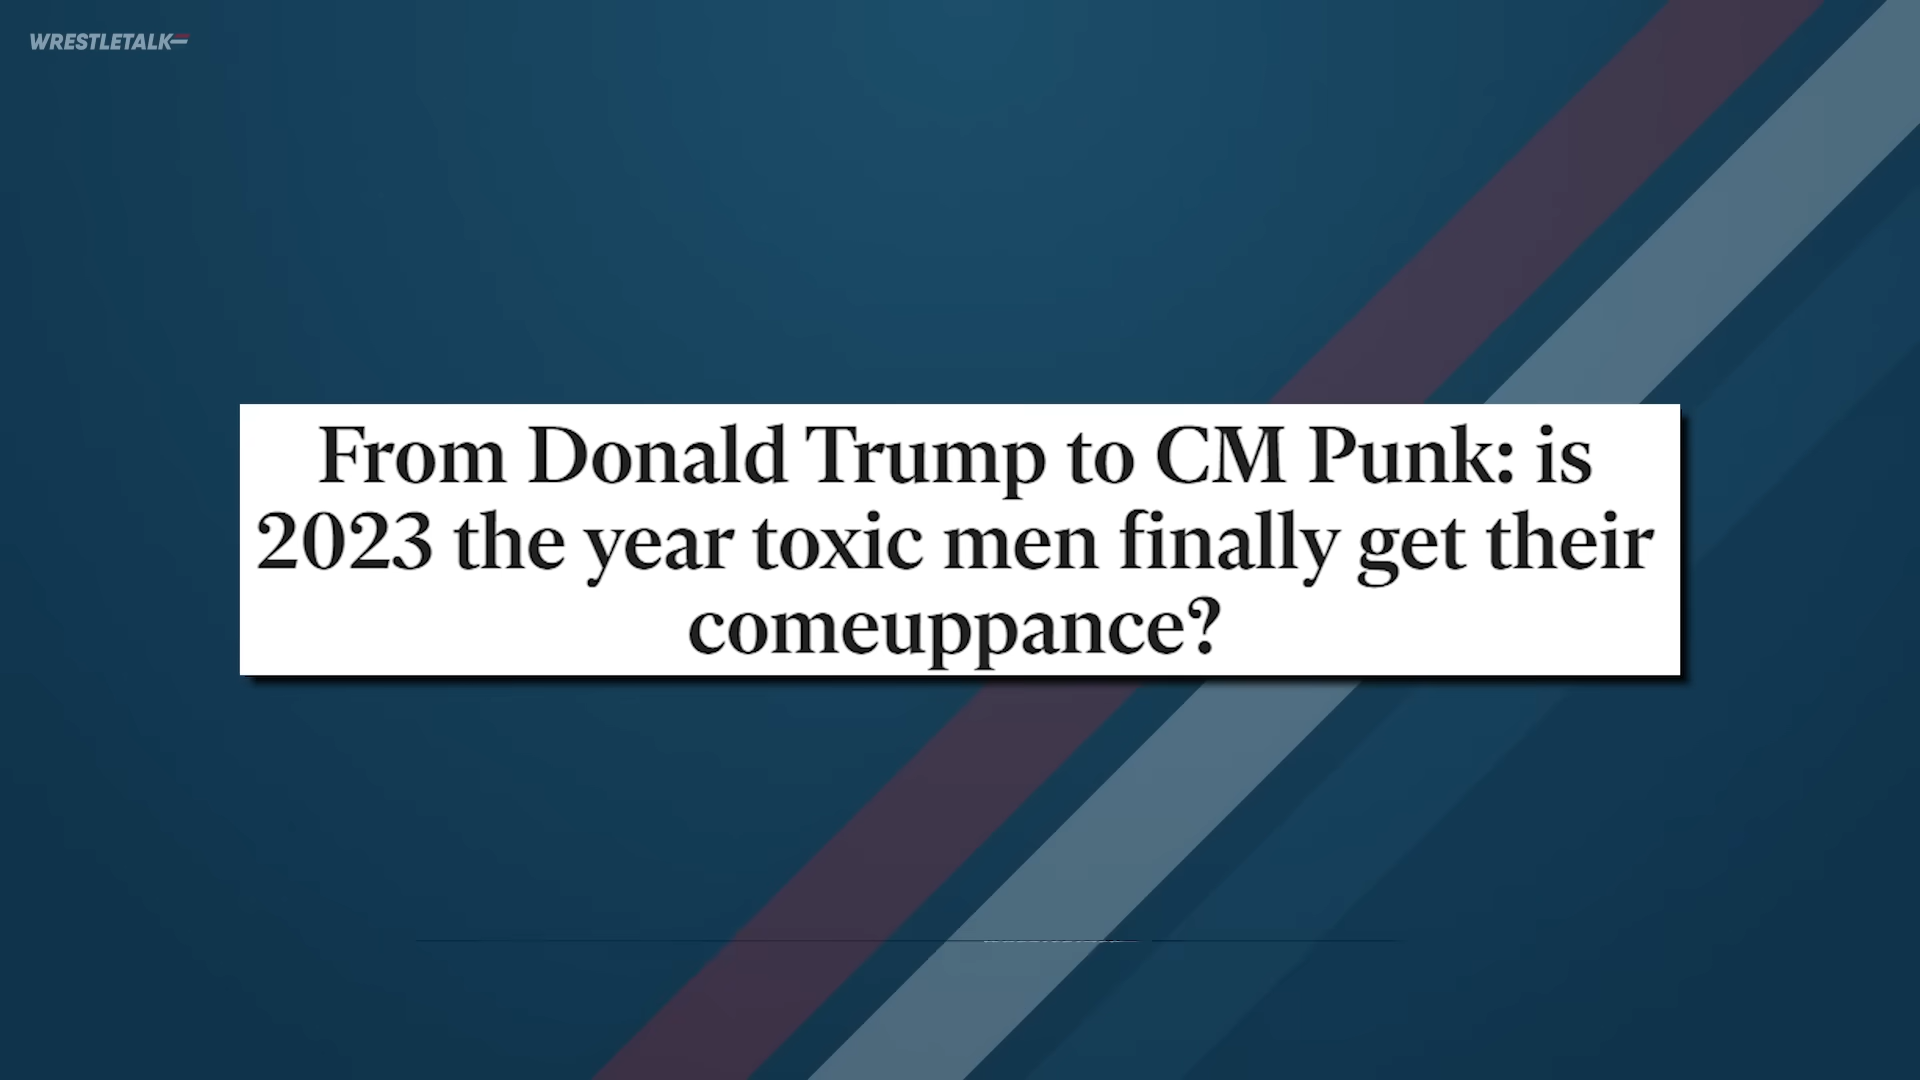 WRESTLETALK
From Donald Trump to CM Punk: is
2023 the year toxic men finally get their
comeuppance?